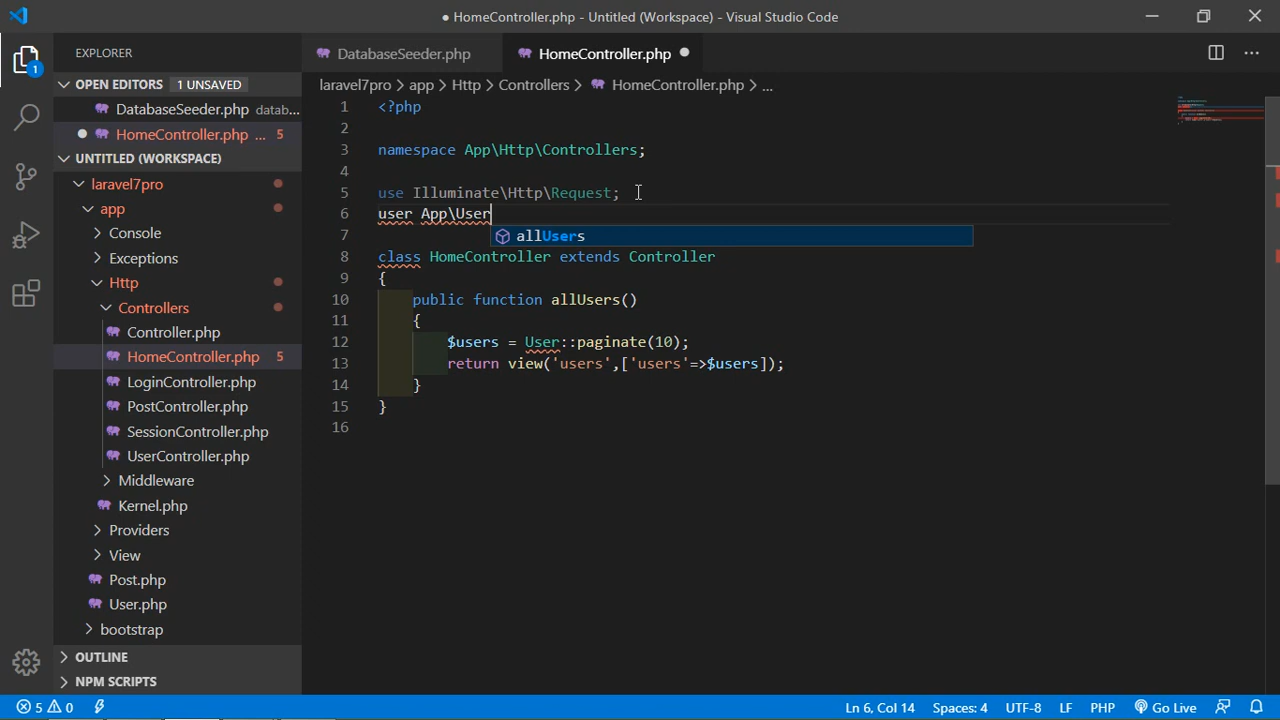 ● HomeController.php - Untitled (Workspace) - Visual Studio Code
EXPLORER
DatabaseSeeder.php
HomeController.php
OPEN EDITORS 1 UNSAVED
laravel7pro > app > Http > Controllers > HomeController.php > ...
DatabaseSeeder.php datab...
HomeController.php ... 5
UNTITLED (WORKSPACE)
laravel7pro
app
Console
Exceptions
Http
Controllers
Controller.php
HomeController.php 5
LoginController.php
PostController.php
SessionController.php
UserController.php
Middleware
Kernel.php
Providers
View
Post.php
User.php
bootstrap
OUTLINE
NPM SCRIPTS
1
1 <?php
2
3 namespace App\Http\Controllers;
4
5 use Illuminate\Http\Request;
6 user App\User
allUsers
7
8 class HomeController extends Controller
9 {
10 public function allUsers()
11 {
12 $users = User::paginate(10);
13 return view('users',['users'=>$users]);
14 }
15 }
16
5 0
Ln 6, Col 14 Spaces: 4 UTF-8 LF PHP Go Live